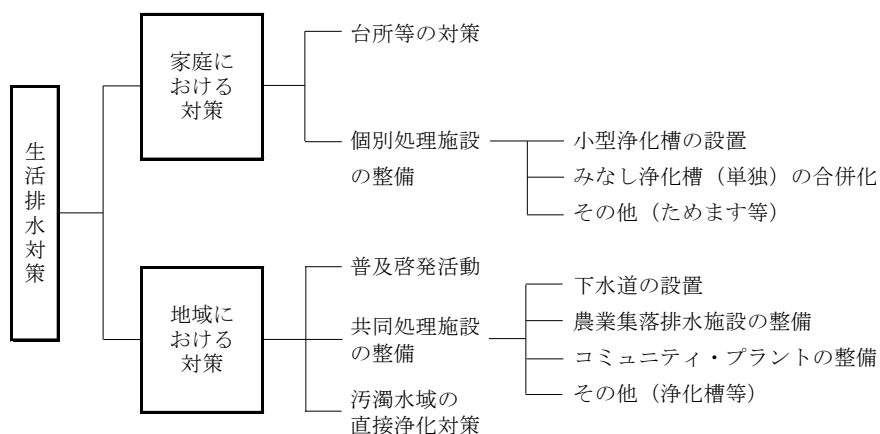 生活排水対策
家庭に
おける
対策
台所等の対策
個別処理施設
の整備
小型浄化槽の設置
みなし浄化槽（単独）の合併化
その他（ためます等）
地域に
おける
対策
普及啓発活動
共同処理施設
の整備
下水道の設置
農業集落排水施設の整備
コミュニティ・プラントの整備
その他（浄化槽等）
汚濁水域の
直接浄化対策